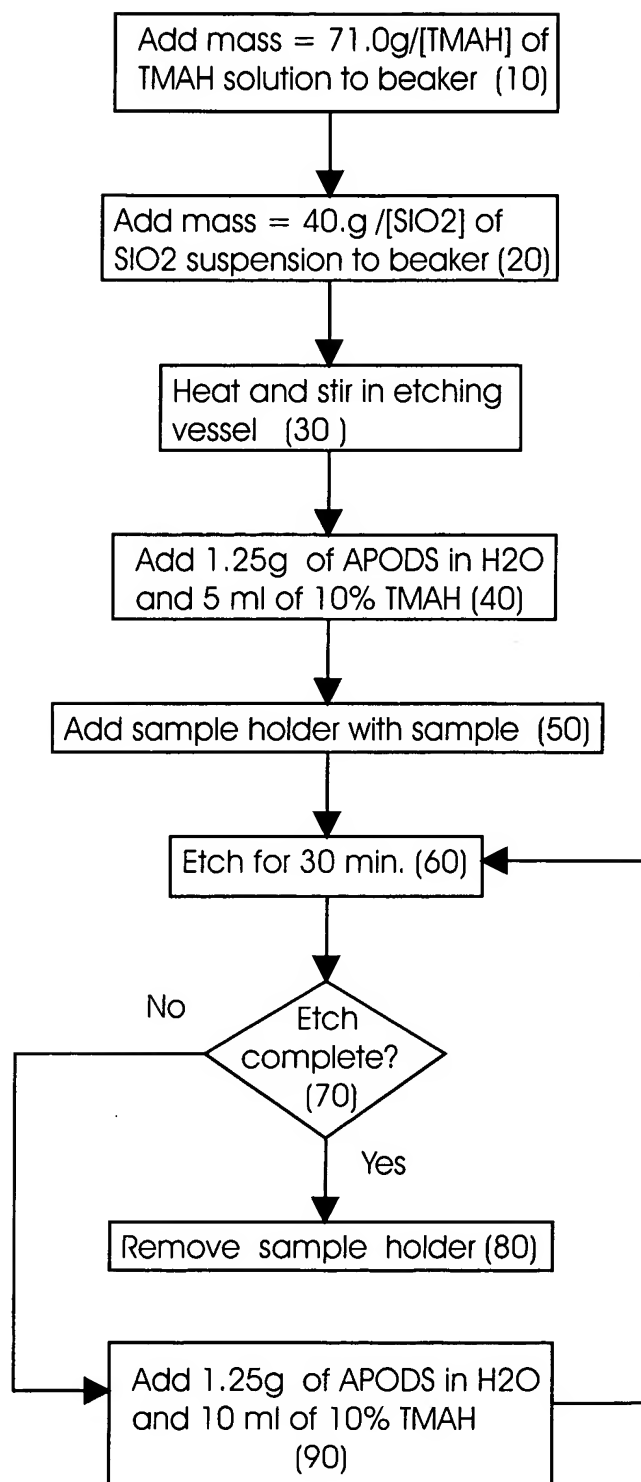 Add mass = 71.0g/[TMAH] of
TMAH solution to beaker (10)
Add mass = 40.g /[SIO2] of
SIO2 suspension to beaker (20)
Heat and stir in etching
vessel (30 )
Add 1.25g of APODS in H2O
and 5 ml of 10% TMAH (40)
Add sample holder with sample (50)
Etch for 30 min. (60)
No
Etch
complete?
(70)
Yes
Remove sample holder (80)
Add 1.25g of APODS in H2O
and 10 ml of 10% TMAH
(90)